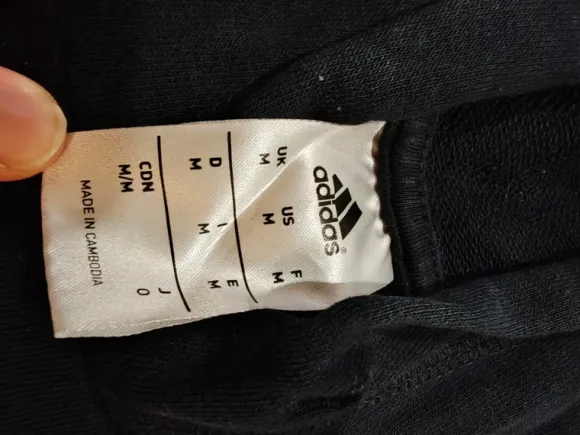 adidas®
UK US F
M M M
D I E
M M M
CDN J
M/M O
MADE IN CAMBODIA